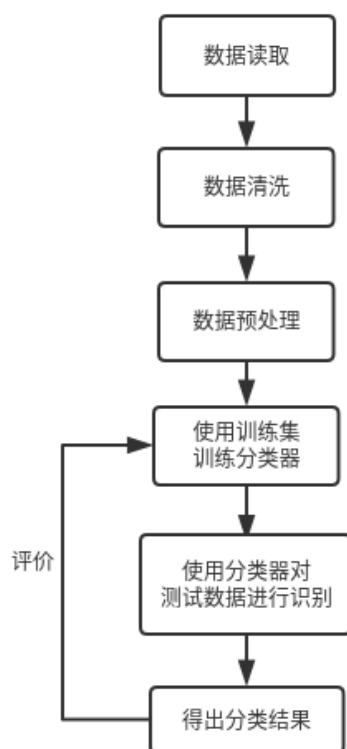 数据读取
数据清洗
数据预处理
使用训练集
训练分类器
评价
使用分类器对
测试数据进行识别
得出分类结果